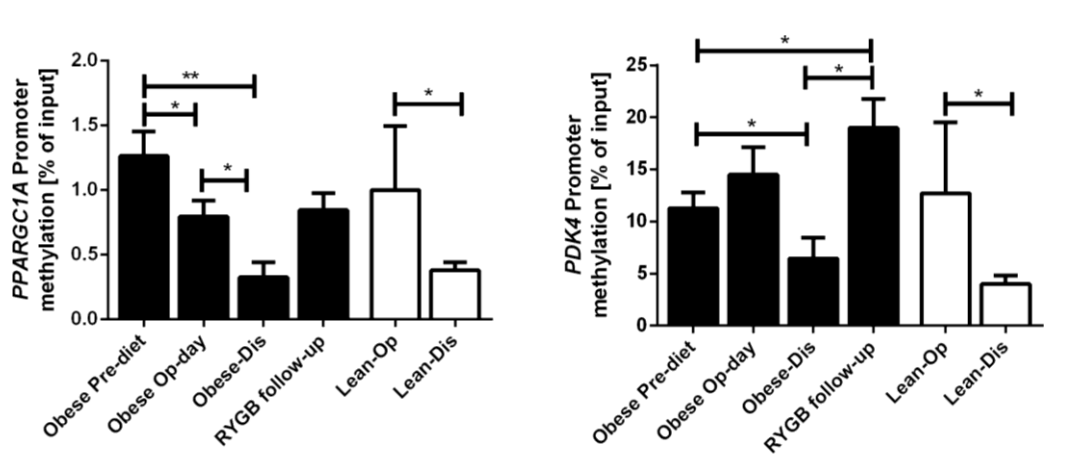 PPARGC1A Promoter
methylation [% of input]
2.0
1.5
1.0
0.5
0.0
**
*
*
*
Obese Pre-diet
Obese Op-day
Obese-Dis
RYGB follow-up
Lean-Op
Lean-Dis
PDK4 Promoter
methylation [% of input]
25
20
15
10
5
0
*
*
*
*
Obese Pre-diet
Obese Op-day
Obese-Dis
RYGB follow-up
Lean-Op
Lean-Dis